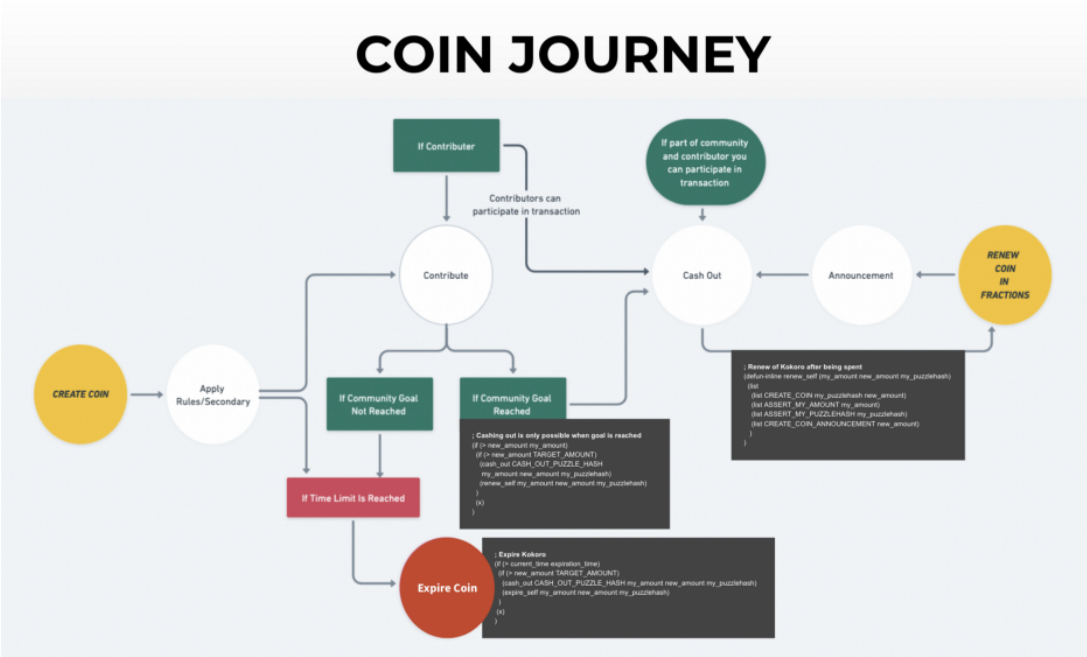 COIN JOURNEY
If Contributer
If part of community
and contributor you
can participate in
transaction
Contributors can
participate in transaction
Contribute
Cash Out
Announcement
RENEW
COIN
IN
FRACTIONS
CREATE COIN
Apply
Rules/Secondary
If Community Goal
Not Reached
If Community Goal
Reached
; Renew of Kokoro after being spent
(defun-inline renew_self (my_amount new_amount my_puzzlehash)
(list
(list CREATE_COIN my_puzzlehash new_amount)
(list ASSERT_MY_AMOUNT my_amount)
(list ASSERT_MY_PUZZLEHASH my_puzzlehash)
(list CREATE_COIN_ANNOUNCEMENT new_amount)
)
)
; Cashing out is only possible when goal is reached
(if (> new_amount my_amount)
(if (> new_amount TARGET_AMOUNT)
(cash_out CASH_OUT_PUZZLE_HASH
my_amount new_amount my_puzzlehash)
(renew_self my_amount new_amount my_puzzlehash)
)
(x)
)
If Time Limit Is Reached
Expire Coin
; Expire Kokoro
(if (> current_time expiration_time)
(if (> new_amount TARGET_AMOUNT)
(cash_out CASH_OUT_PUZZLE_HASH my_amount new_amount my_puzzlehash)
(expire_self my_amount new_amount my_puzzlehash)
)
(x)
)